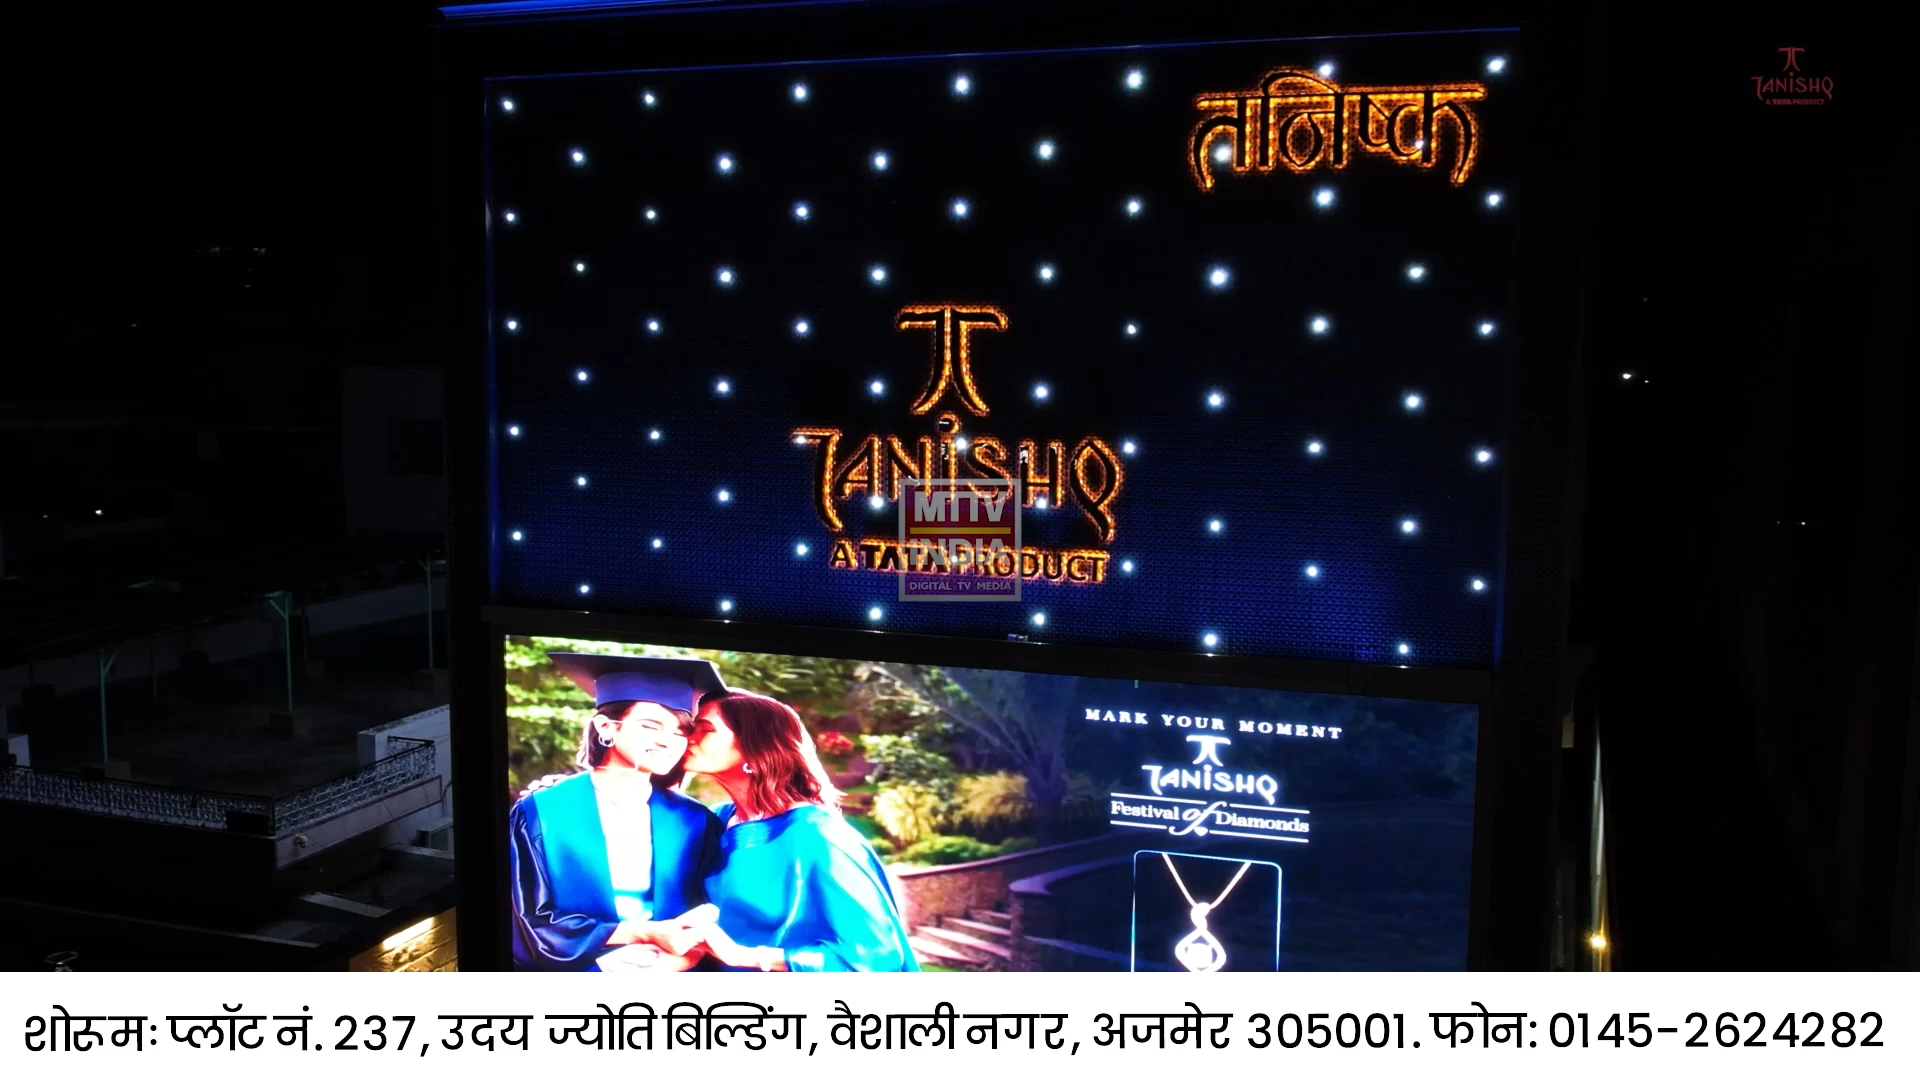 तनिष्क
TANISHQ
A TATA PRODUCT
TANISHQ
A TATA PRODUCT
MTTV
INDIA
DIGITAL TV MEDIA
MARK YOUR MOMENT
TANISHQ
Festival of Diamonds
शोरूमः प्लॉट नं. 237, उदय ज्योति बिल्डिंग, वैशाली नगर, अजमेर 305001. फोन: 0145-2624282